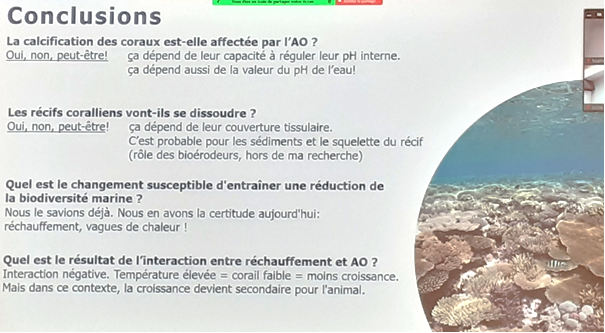 Conclusions
La calcification des coraux est-elle affectée par l'AO ?
Oui, non, peut-être! ça dépend de leur capacité à réguler leur pH interne.
ça dépend aussi de la valeur du pH de l'eau!
Les récifs coralliens vont-ils se dissoudre ?
Oui, non, peut-être! ça dépend de leur couverture tissulaire.
C'est probable pour les sédiments et le squelette du récif
(rôle des bioérodeurs, hors de ma recherche)
Quel est le changement susceptible d'entraîner une réduction de
la biodiversité marine ?
Nous le savions déjà. Nous en avons la certitude aujourd'hui:
réchauffement, vagues de chaleur !
Quel est le résultat de l'interaction entre réchauffement et AO ?
Interaction négative. Température élevée = corail faible = moins croissance.
Mais dans ce contexte, la croissance devient secondaire pour l'animal.